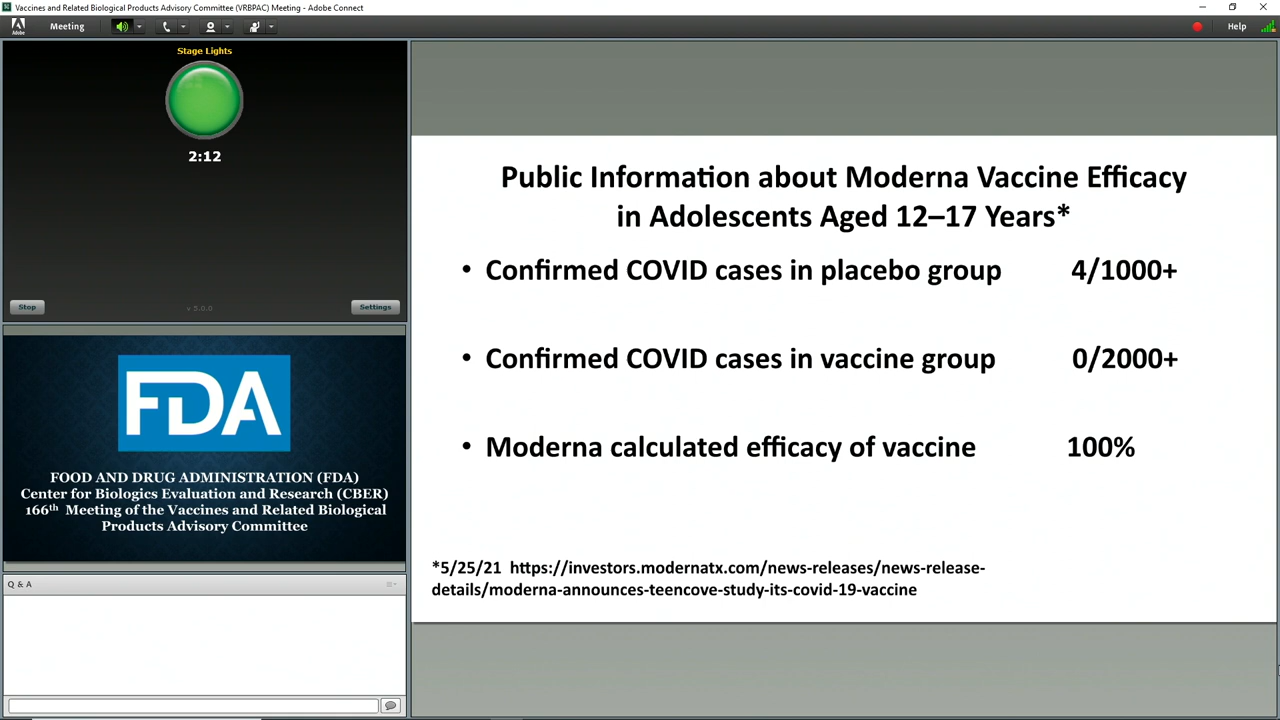 Vaccines and Related Biological Products Advisory Committee (VRBPAC) Meeting - Adobe Connect
Adobe
Meeting
Help
Stage Lights
2:12
Stop
v 5.0.0
Settings
FDA
FOOD AND DRUG ADMINISTRATION (FDA)
Center for Biologics Evaluation and Research (CBER)
166th Meeting of the Vaccines and Related Biological
Products Advisory Committee
Q & A
Public Information about Moderna Vaccine Efficacy
in Adolescents Aged 12–17 Years*
• Confirmed COVID cases in placebo group 4/1000+
• Confirmed COVID cases in vaccine group 0/2000+
• Moderna calculated efficacy of vaccine 100%
*5/25/21 https://investors.modernatx.com/news-releases/news-release-
details/moderna-announces-teencove-study-its-covid-19-vaccine